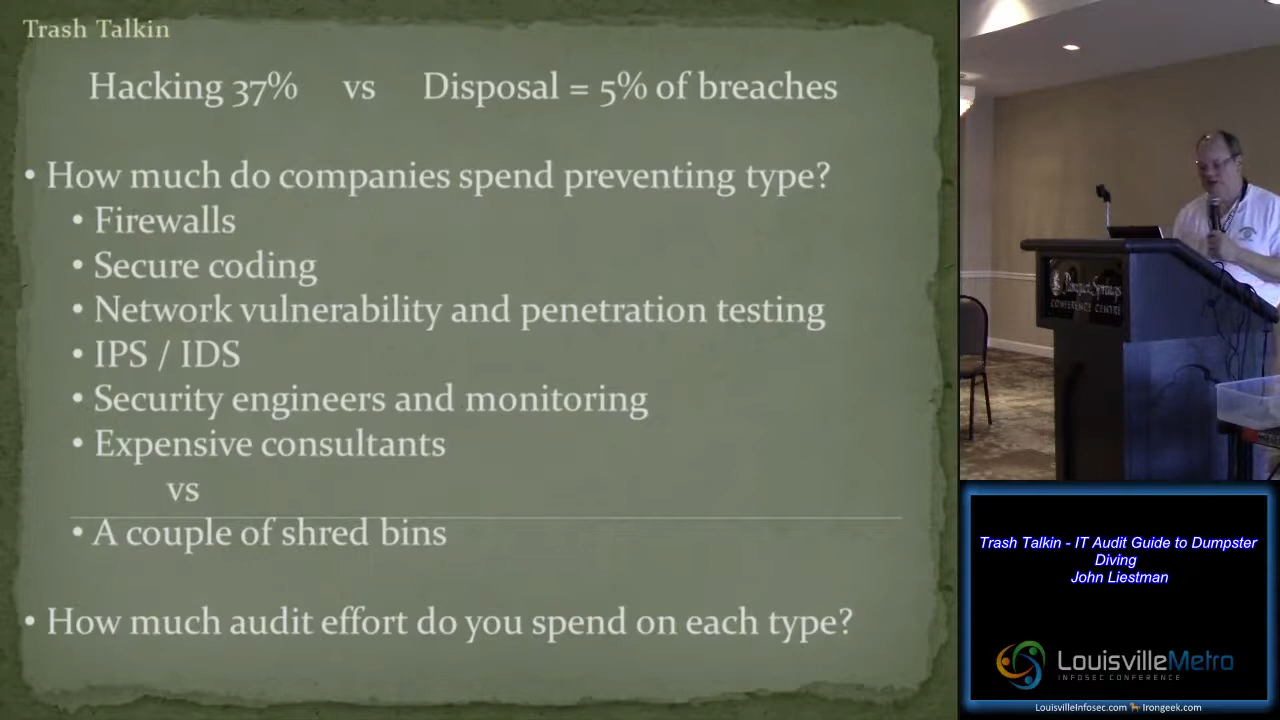 Trash Talkin
Hacking 37% vs Disposal = 5% of breaches
• How much do companies spend preventing type?
• Firewalls
• Secure coding
• Network vulnerability and penetration testing
• IPS / IDS
• Security engineers and monitoring
• Expensive consultants
vs
• A couple of shred bins
• How much audit effort do you spend on each type?
CONFERENCE CENTRE
Trash Talkin - IT Audit Guide to Dumpster
Diving
John Liestman
LouisvilleMetro
INFOSEC CONFERENCE
LouisvilleInfosec.com Irongeek.com